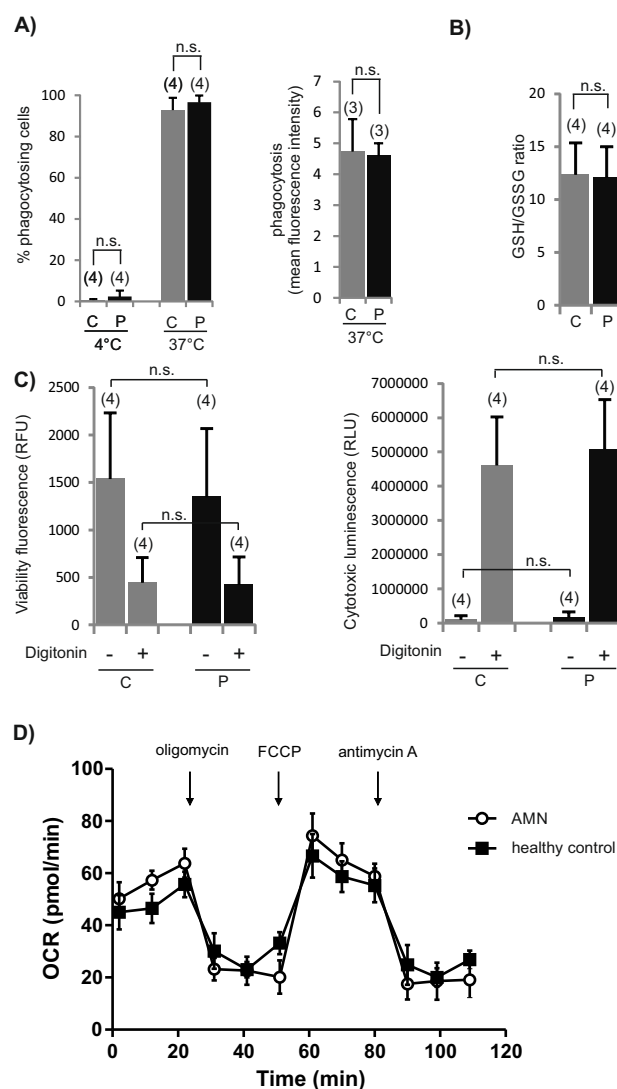 A)
B)
n.s.
(4) (4)
n.s.
(4) (4)
% phagocytosing cells
100
80
60
40
20
0
C P C P
4°C 37°C
n.s.
(3) (3)
phagocytosis
(mean fluorescence intensity)
7
6
5
4
3
2
1
0
C P
37°C
n.s.
(4) (4)
GSH/GSSG ratio
20
15
10
5
0
C P
C)
n.s.
(4) (4)
n.s.
(4) (4)
Viability fluorescence (RFU)
2500
2000
1500
1000
500
0
Digitonin - + - +
C P
n.s.
(4) (4)
n.s.
(4) (4)
Cytotoxic luminescence (RLU)
7000000
6000000
5000000
4000000
3000000
2000000
1000000
0
Digitonin - + - +
C P
D)
oligomycin FCCP antimycin A
AMN
healthy control
OCR (pmol/min)
100
80
60
40
20
0
0 20 40 60 80 100 120
Time (min)